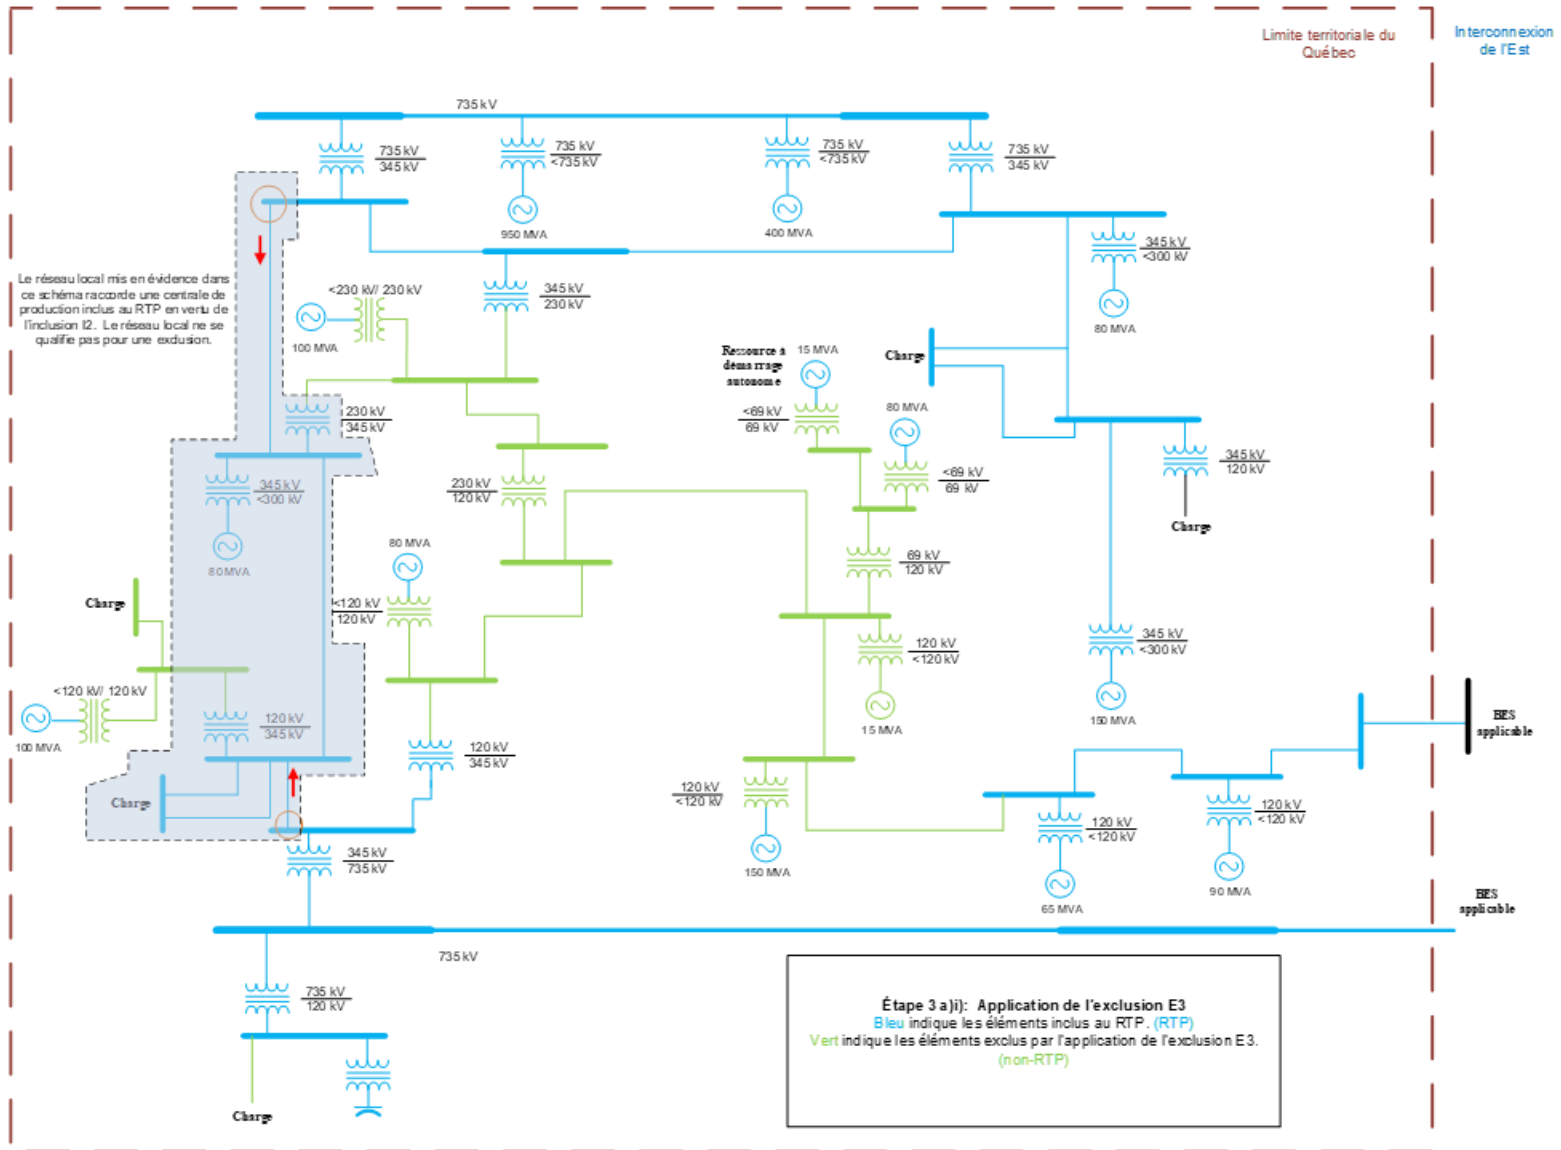 Limite territoriale du
Québec
Interconnexion
de l'Est
735 kV
735 kV
345 kV
735 kV
<735 kV
735 kV
<735 kV
735 kV
345 kV
950 MVA
400 MVA
345 kV
<300 kV
80 MVA
Le réseau local mis en évidence dans
ce schéma raccorde une centrale de
production inclus au RTP en vertu de
l'inclusion I2. Le réseau local ne se
qualifie pas pour une exclusion.
<230 kV/ 230 kV
100 MVA
345 kV
230 kV
Ressource à
démarrage
autonome
15 MVA
Charge
<69 kV
69 kV
80 MVA
230 kV
345 kV
<69 kV
69 kV
345 kV
120 kV
Charge
230 kV
120 kV
345 kV
<300 kV
80 MVA
80 MVA
69 kV
120 kV
Charge
<120 kV
120 kV
120 kV
<120 kV
345 kV
<300 kV
<120 kV/ 120 kV
100 MVA
120 kV
345 kV
15 MVA
150 MVA
BES
applicable
120 kV
345 kV
Charge
120 kV
<120 kV
120 kV
<120 kV
120 kV
<120 kV
345 kV
735 kV
150 MVA
65 MVA
90 MVA
BES
applicable
735 kV
735 kV
120 kV
Charge
Étape 3 a)i): Application de l'exclusion E3
Bleu indique les éléments inclus au RTP. (RTP)
Vert indique les éléments exclus par l'application de l'exclusion E3.
(non-RTP)